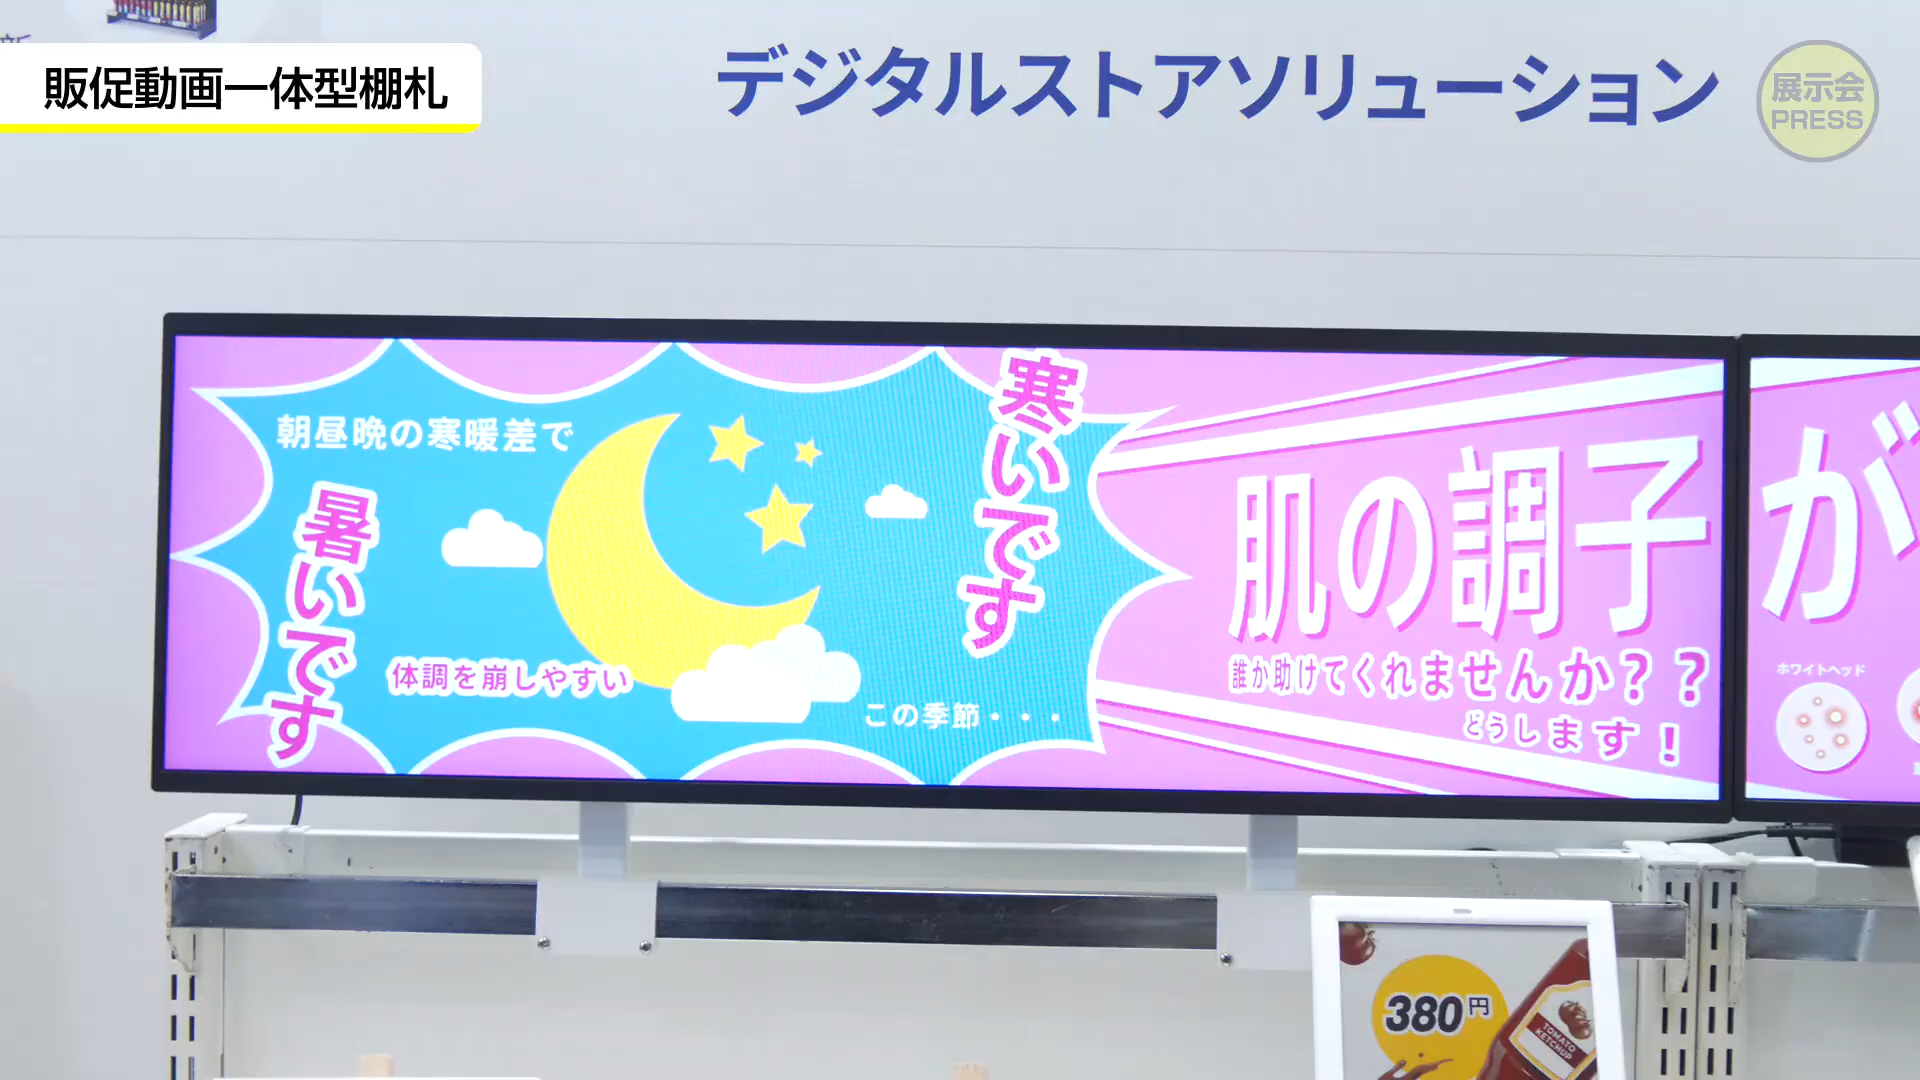 販促動画一体型棚札
デジタルストアソリューション
展示会
PRESS
朝昼晩の寒暖差で
暑いです
寒いです
体調を崩しやすい
この季節・・・
肌の調子が
誰か助けてくれませんか？？
どうします！
ホワイトヘッド
380円
TOMATO
KETCHUP